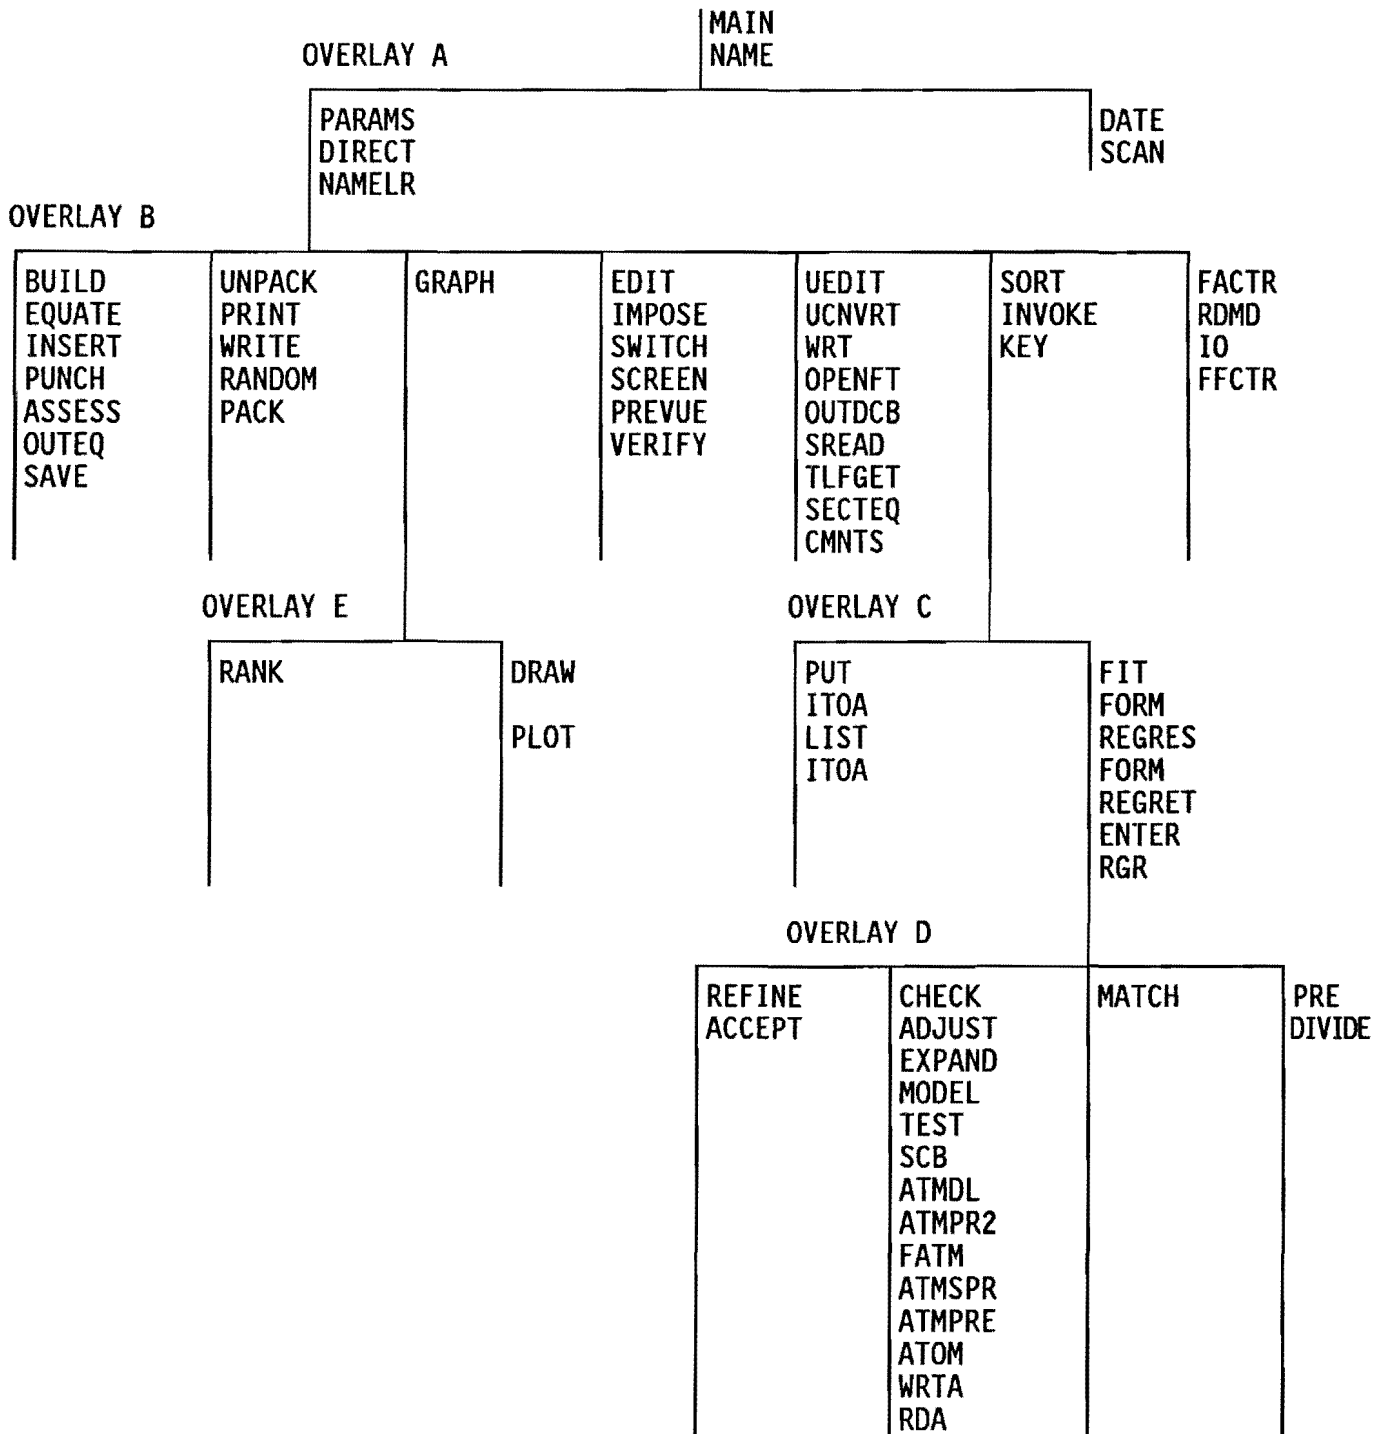 MAIN
NAME
OVERLAY A
PARAMS
DIRECT
NAMELR
DATE
SCAN
OVERLAY B
BUILD
EQUATE
INSERT
PUNCH
ASSESS
OUTEQ
SAVE
UNPACK
PRINT
WRITE
RANDOM
PACK
GRAPH
EDIT
IMPOSE
SWITCH
SCREEN
PREVUE
VERIFY
UEDIT
UCNVRT
WRT
OPENFT
OUTDCB
SREAD
TLFGET
SECTEQ
CMNTS
SORT
INVOKE
KEY
FACTR
RDMD
IO
FFCTR
OVERLAY E
RANK
DRAW
PLOT
OVERLAY C
PUT
ITOA
LIST
ITOA
FIT
FORM
REGRES
FORM
REGRET
ENTER
RGR
OVERLAY D
REFINE
ACCEPT
CHECK
ADJUST
EXPAND
MODEL
TEST
SCB
ATMDL
ATMPR2
FATM
ATMSPR
ATMPRE
ATOM
WRTA
RDA
MATCH
PRE
DIVIDE